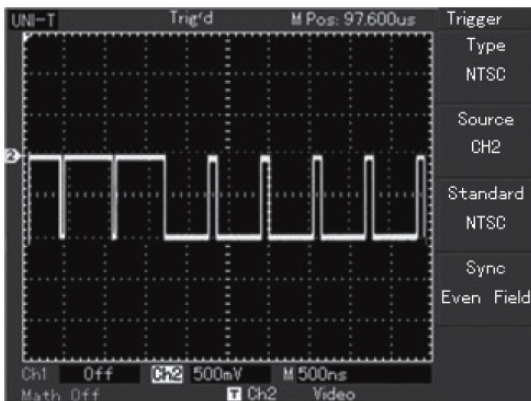 UNI-T Trig'd M Pos: 97.600us Trigger
Type
NTSC
2
Source
CH2
Standard
NTSC
Sync
Even Field
Ch1 Off Ch2 500mV M 500ns
Math Off T Ch2 Video